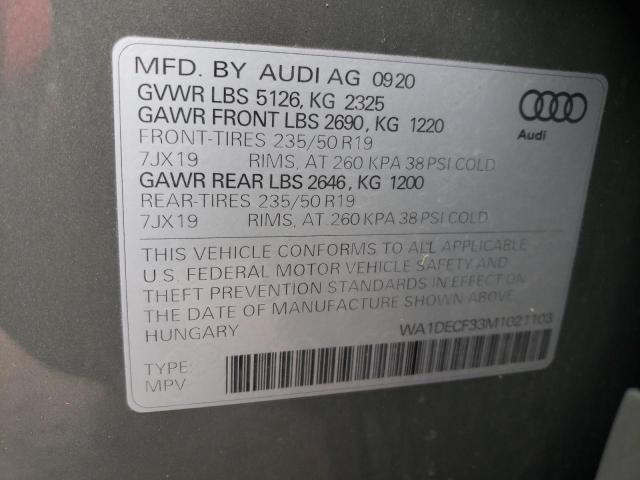 MFD. BY AUDI AG 0920
GVWR LBS 5126, KG 2325
GAWR FRONT LBS 2690, KG 1220
FRONT-TIRES 235/50 R19
7JX19 RIMS, AT 260 KPA 38 PSI COLD
GAWR REAR LBS 2646, KG 1200
REAR-TIRES 235/50 R19
7JX19 RIMS, AT 260 KPA 38 PSI COLD
Audi
THIS VEHICLE CONFORMS TO ALL APPLICABLE
U.S. FEDERAL MOTOR VEHICLE SAFETY AND
THEFT PREVENTION STANDARDS IN EFFECT ON
THE DATE OF MANUFACTURE SHOWN ABOVE.
HUNGARY
WA1DECF33M1021103
TYPE:
MPV